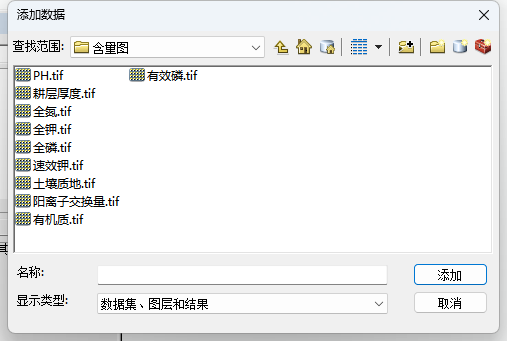 添加数据
查找范围: 含量图
PH.tif
耕层厚度.tif
全氮.tif
全钾.tif
全磷.tif
速效钾.tif
土壤质地.tif
阳离子交换量.tif
有机质.tif
有效磷.tif
名称:
添加
显示类型: 数据集、图层和结果
取消